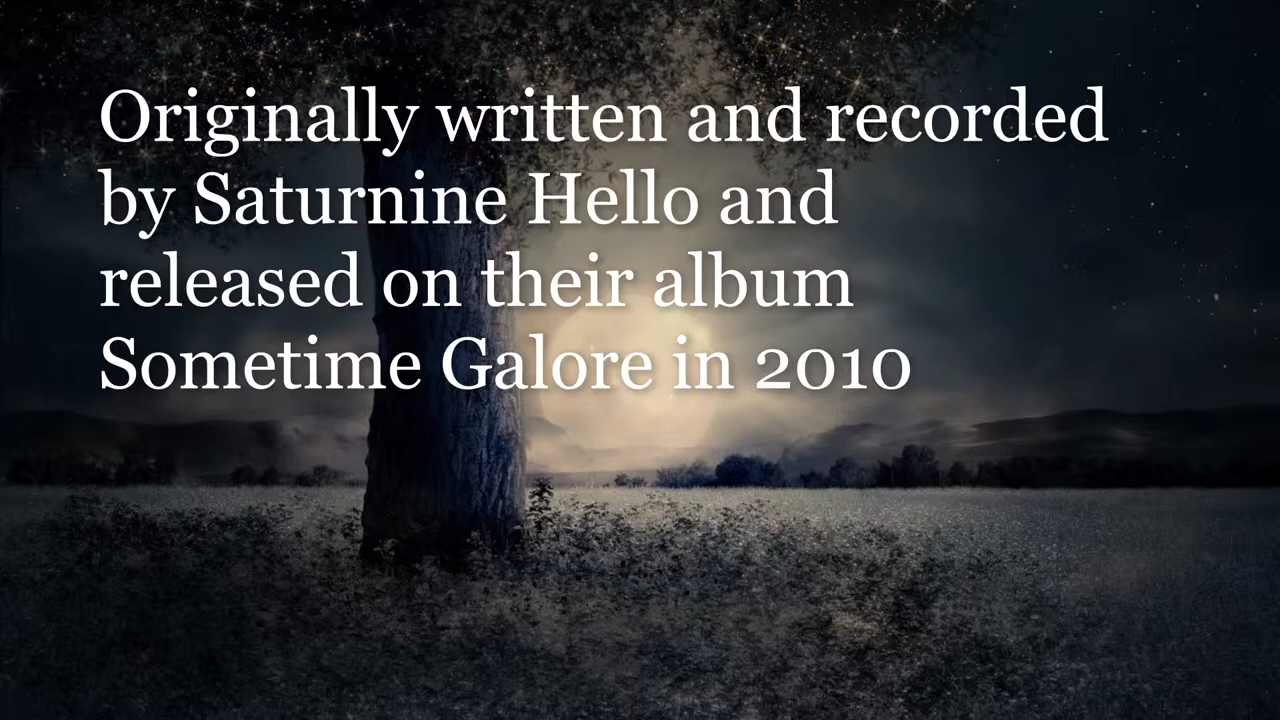 Originally written and recorded
by Saturnine Hello and
released on their album
Sometime Galore in 2010